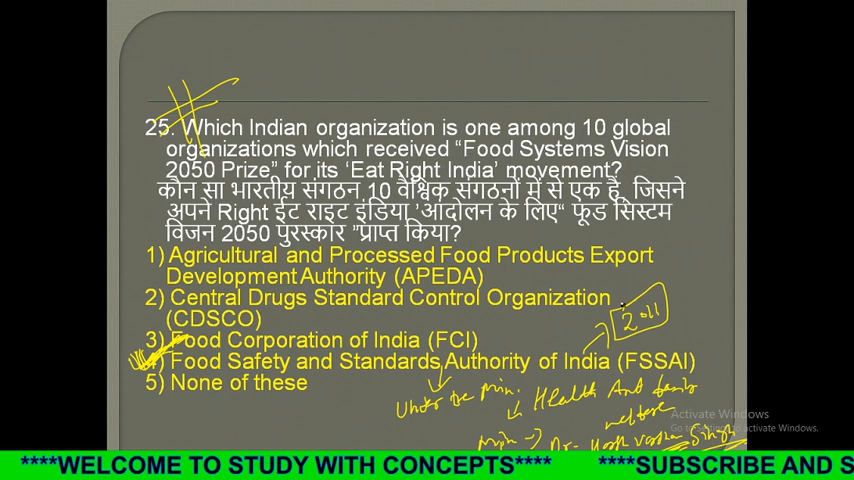 25. Which Indian organization is one among 10 global
organizations which received “Food Systems Vision
2050 Prize” for its ‘Eat Right India’ movement?
कौन सा भारतीय संगठन 10 वैश्विक संगठनों में से एक है, जिसने
अपने Right ईट राइट इंडिया ’आंदोलन के लिए“ फूड सिस्टम
विजन 2050 पुरस्कार ”प्राप्त किया?
1) Agricultural and Processed Food Products Export
Development Authority (APEDA)
2) Central Drugs Standard Control Organization
(CDSCO)
2011
3) Food Corporation of India (FCI)
4) Food Safety and Standards Authority of India (FSSAI)
5) None of these
Under the Min. Health And family
welfare
Dr. Harsh Vardhan
Activate Windows
Go to Settings to activate Windows.
****WELCOME TO STUDY WITH CONCEPTS**** ****SUBSCRIBE AND S